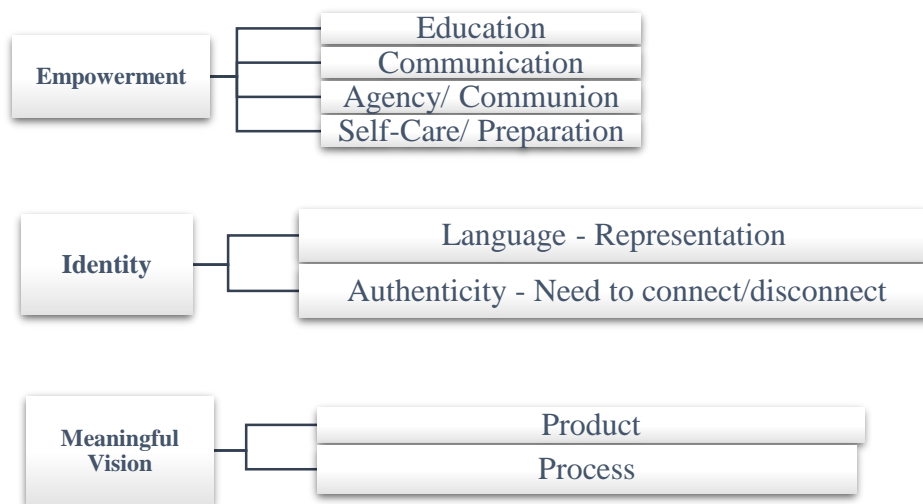 Empowerment
Education
Communication
Agency/ Communion
Self-Care/ Preparation
Identity
Language - Representation
Authenticity - Need to connect/disconnect
Meaningful
Vision
Product
Process